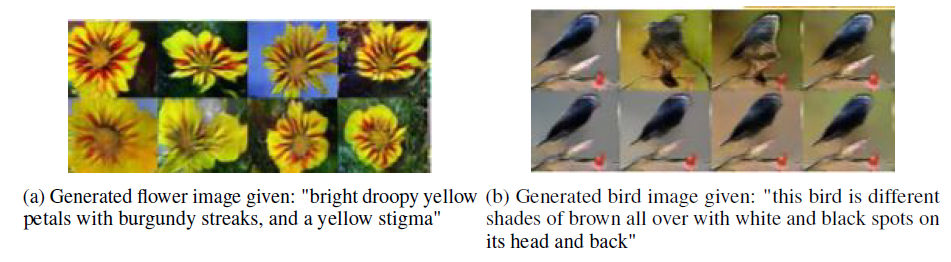 (a) Generated flower image given: "bright droopy yellow
petals with burgundy streaks, and a yellow stigma"
(b) Generated bird image given: "this bird is different
shades of brown all over with white and black spots on
its head and back"